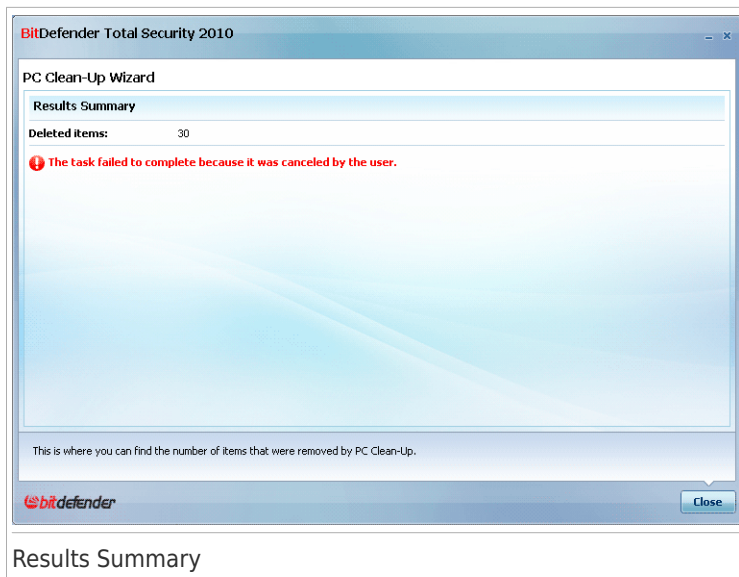 BitDefender Total Security 2010
PC Clean-Up Wizard
Results Summary
Deleted items: 30
The task failed to complete because it was canceled by the user.
This is where you can find the number of items that were removed by PC Clean-Up.
bitdefender
Close
Results Summary